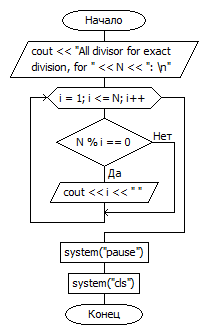 Начало
cout << "All divisor for exact
division, for " << N << ": \n"
i = 1; i <= N; i++
N % i == 0
Нет
Да
cout << i << " "
system("pause")
system("cls")
Конец